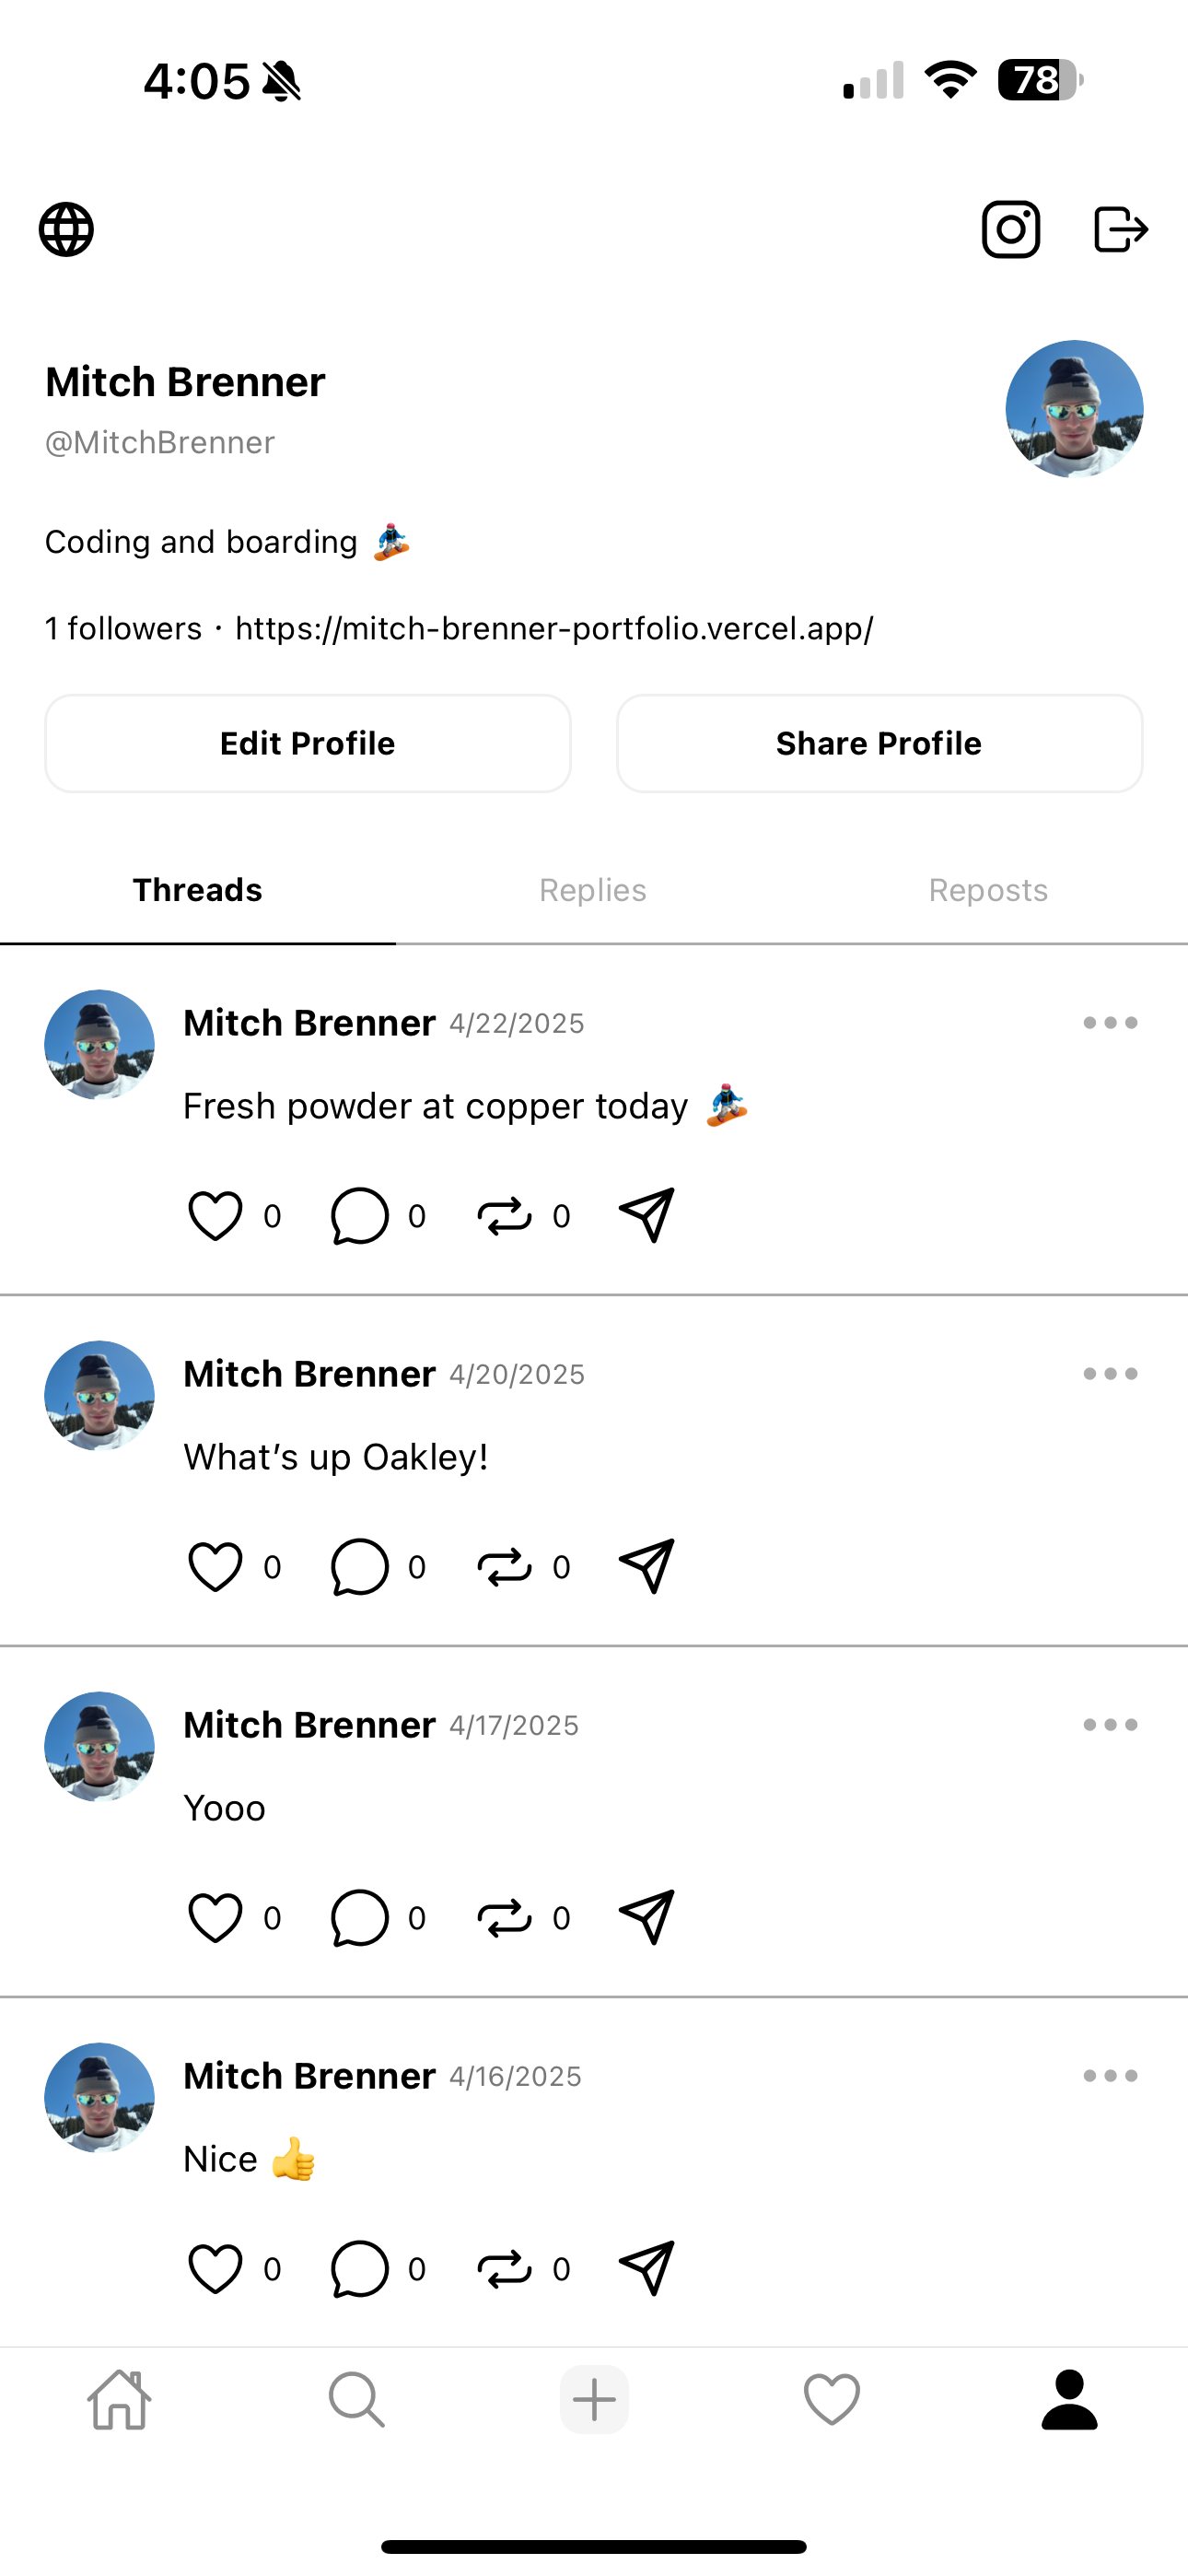 4:05
78
Mitch Brenner
@MitchBrenner
Coding and boarding 🏂
1 followers · https://mitch-brenner-portfolio.vercel.app/
Edit Profile Share Profile
Threads Replies Reposts
Mitch Brenner 4/22/2025
Fresh powder at copper today 🏂
0 0 0
Mitch Brenner 4/20/2025
What’s up Oakley!
0 0 0
Mitch Brenner 4/17/2025
Yooo
0 0 0
Mitch Brenner 4/16/2025
Nice 👍
0 0 0